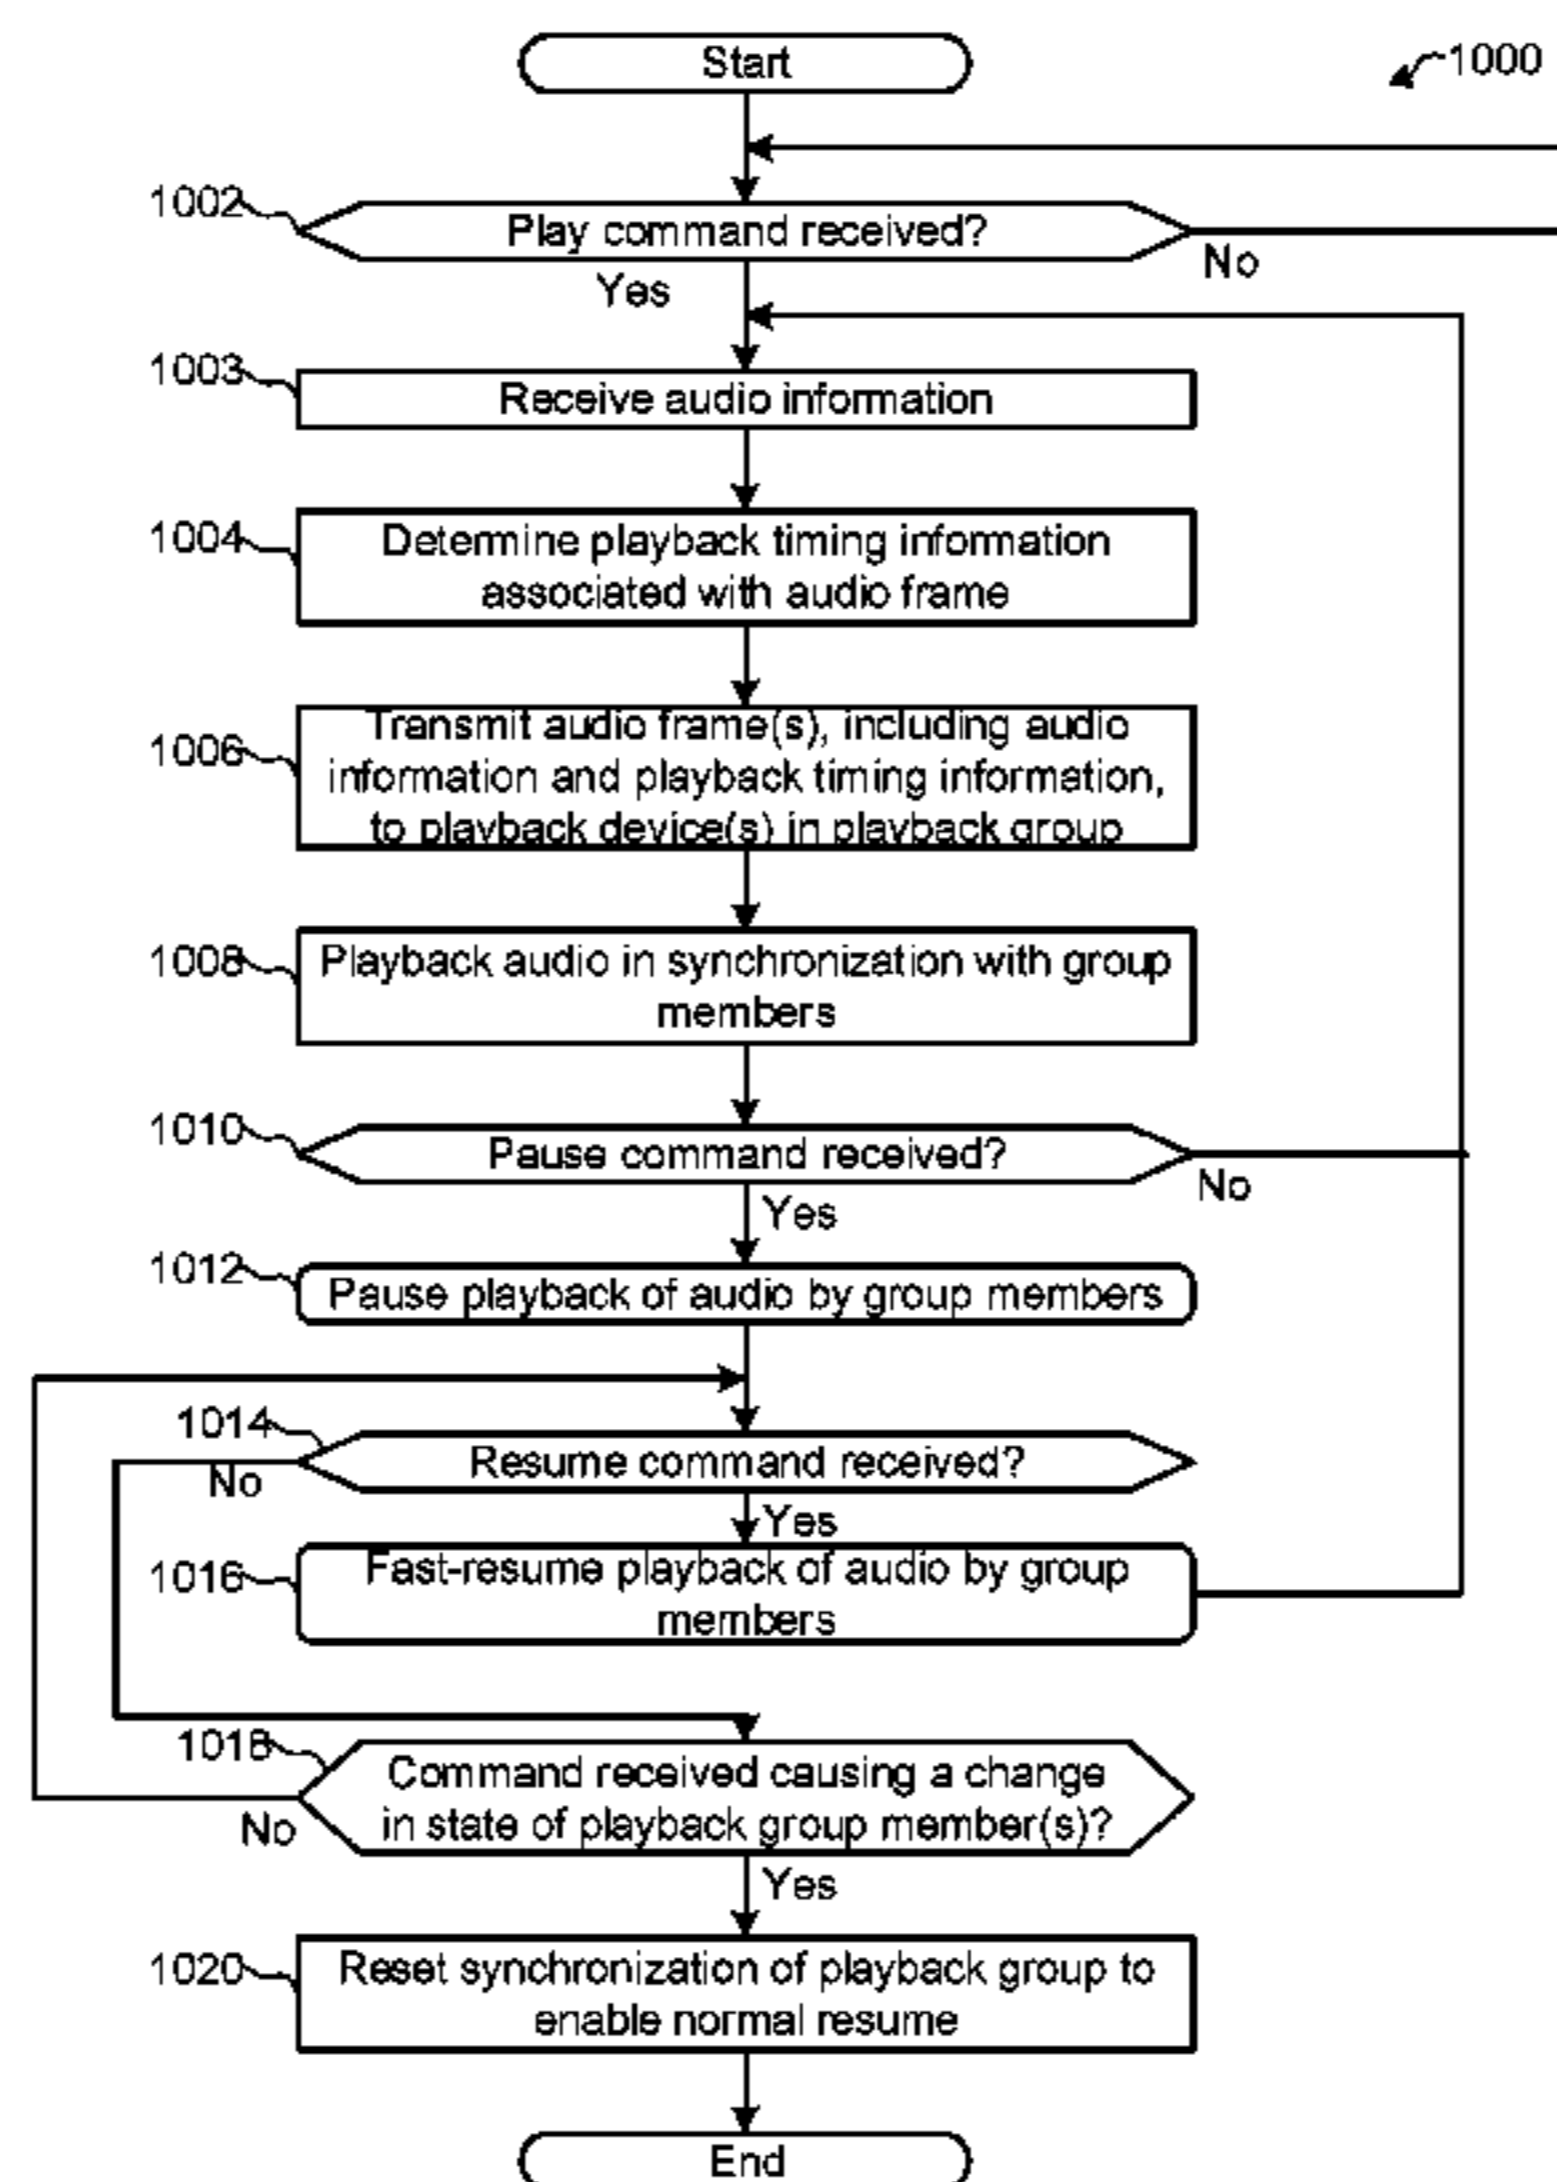 Start
1000
1002
Play command received?
No
Yes
1003
Receive audio information
1004
Determine playback timing information
associated with audio frame
1006
Transmit audio frame(s), including audio
information and playback timing information,
to playback device(s) in playback group
1008
Playback audio in synchronization with group
members
1010
Pause command received?
No
Yes
1012
Pause playback of audio by group members
1014
Resume command received?
No
Yes
1016
Fast-resume playback of audio by group
members
1018
Command received causing a change
in state of playback group member(s)?
No
Yes
1020
Reset synchronization of playback group to
enable normal resume
End